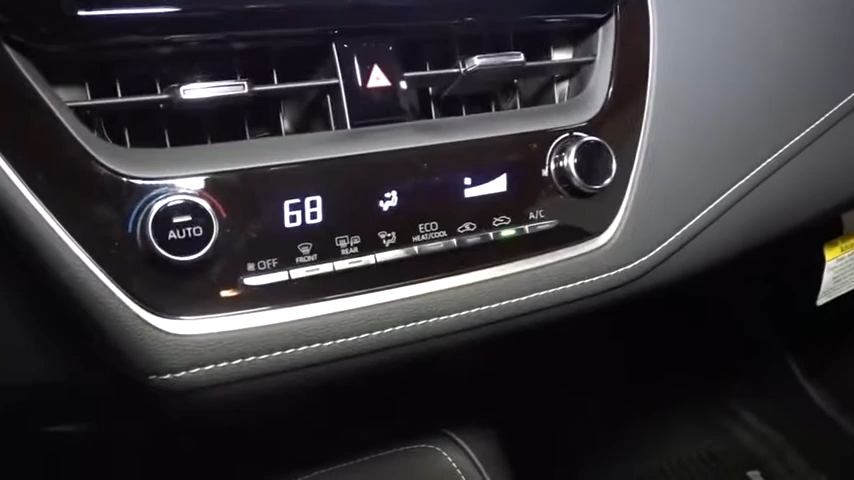 68
AUTO
OFF
FRONT
REAR
ECO
HEAT/COOL
A/C